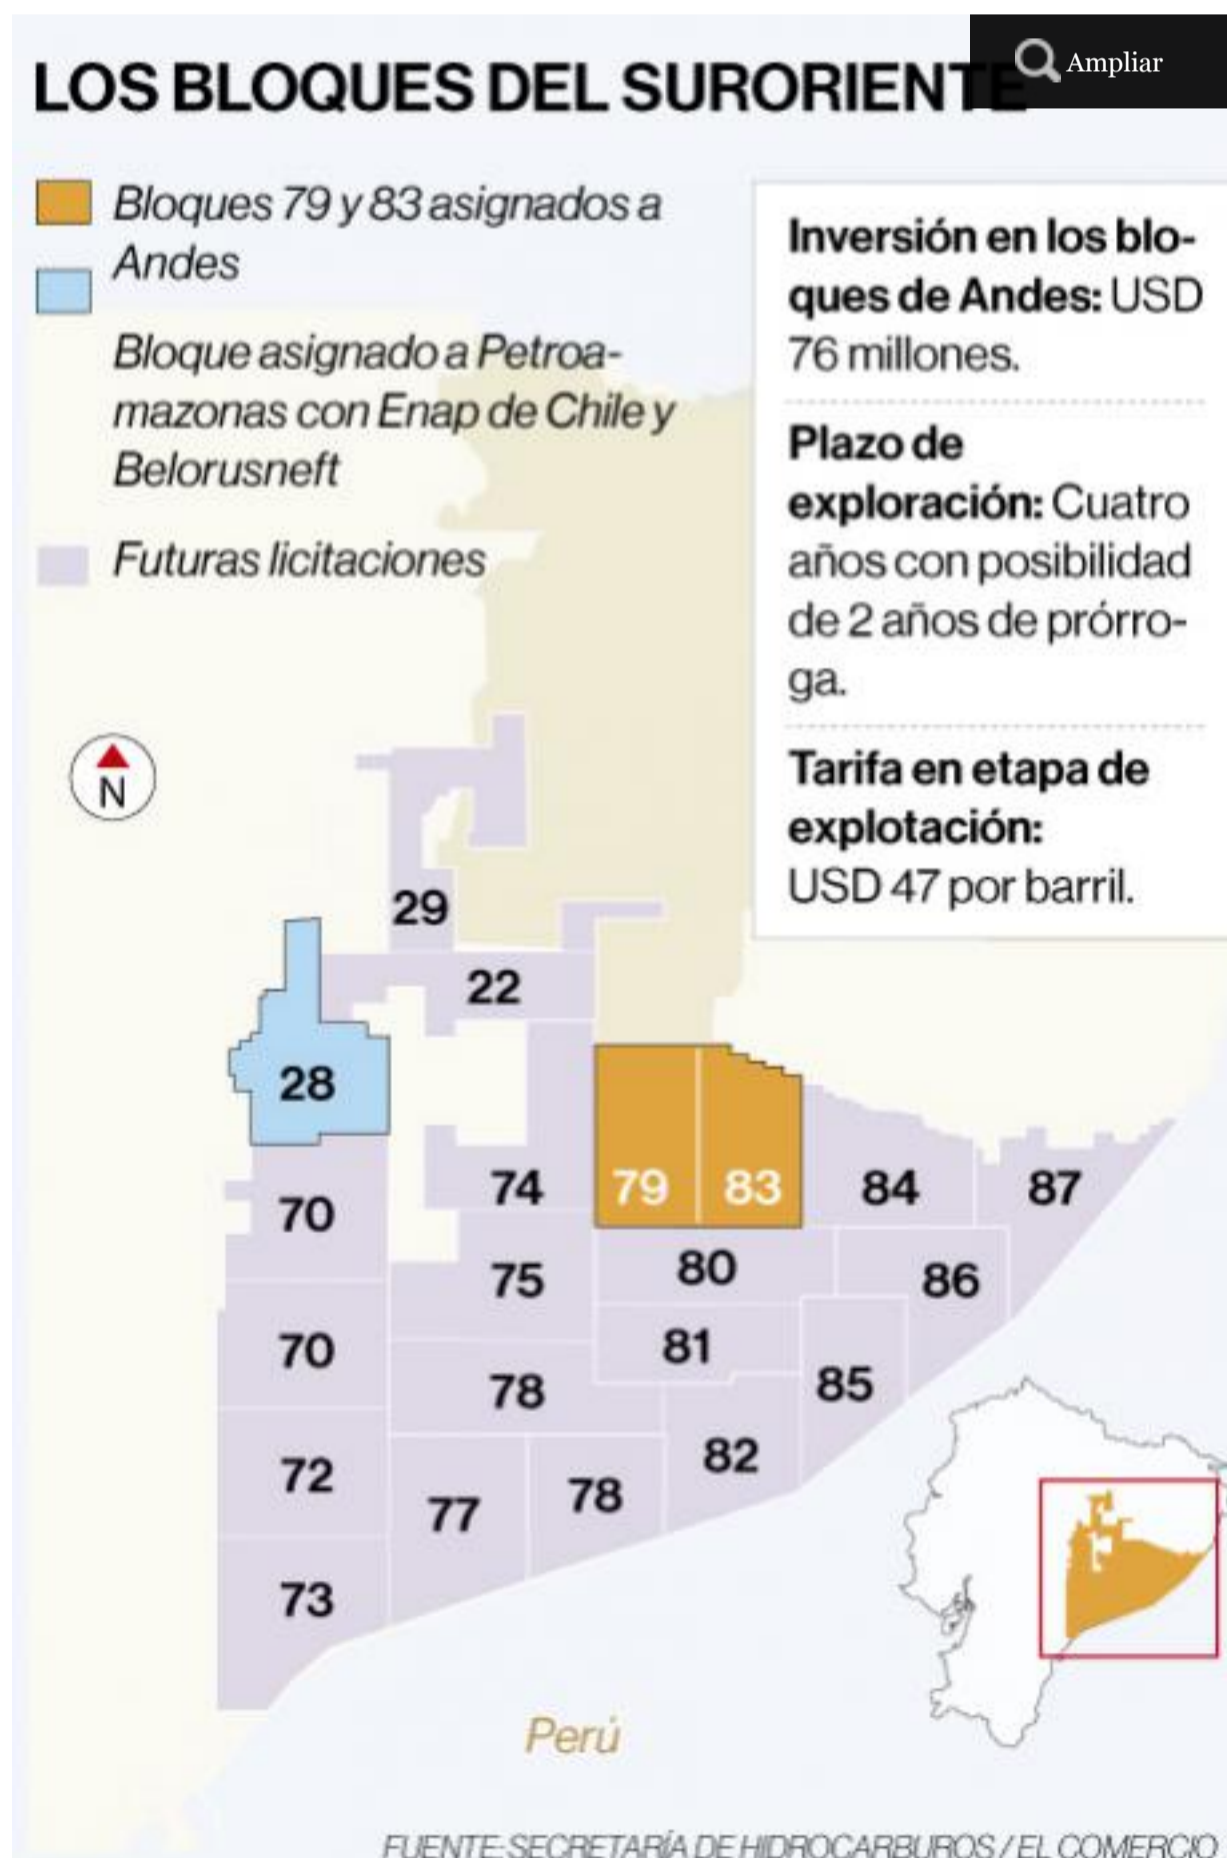 Ampliar
LOS BLOQUES DEL SURORIENTE
Bloques 79 y 83 asignados a
Andes
Bloque asignado a Petroa-
mazonas con Enap de Chile y
Belorusneft
Futuras licitaciones
Inversión en los blo-
ques de Andes: USD
76 millones.
Plazo de
exploración: Cuatro
años con posibilidad
de 2 años de prórro-
ga.
Tarifa en etapa de
explotación:
USD 47 por barril.
N
29
22
28
74
79
83
84
87
70
75
80
86
70
81
78
85
72
82
77
78
73
Perú
FUENTE: SECRETARÍA DE HIDROCARBUROS / EL COMERCIO